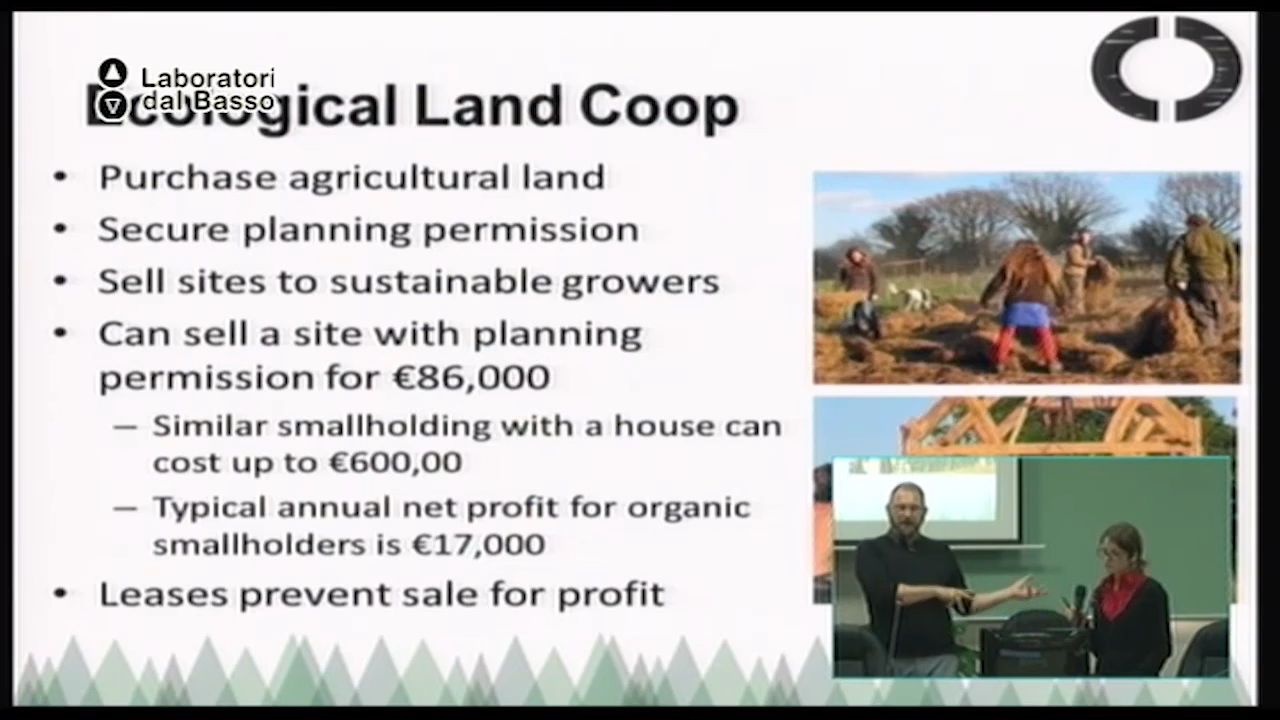 Laboratori
dal Basso
Ecological Land Coop
• Purchase agricultural land
• Secure planning permission
• Sell sites to sustainable growers
• Can sell a site with planning
permission for €86,000
– Similar smallholding with a house can
cost up to €600,00
– Typical annual net profit for organic
smallholders is €17,000
• Leases prevent sale for profit